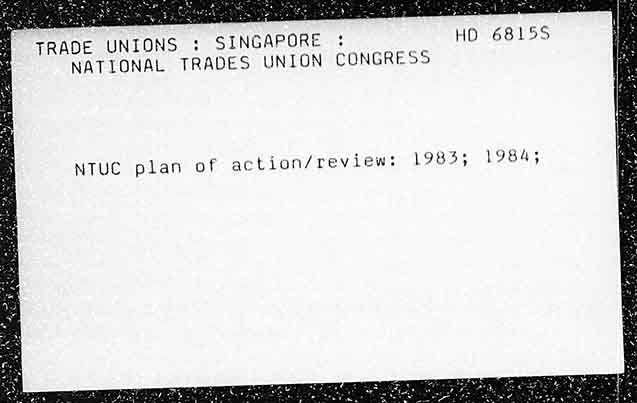 TRADE UNIONS : SINGAPORE : HD 6815S
NATIONAL TRADES UNION CONGRESS
NTUC plan of action/review: 1983; 1984;